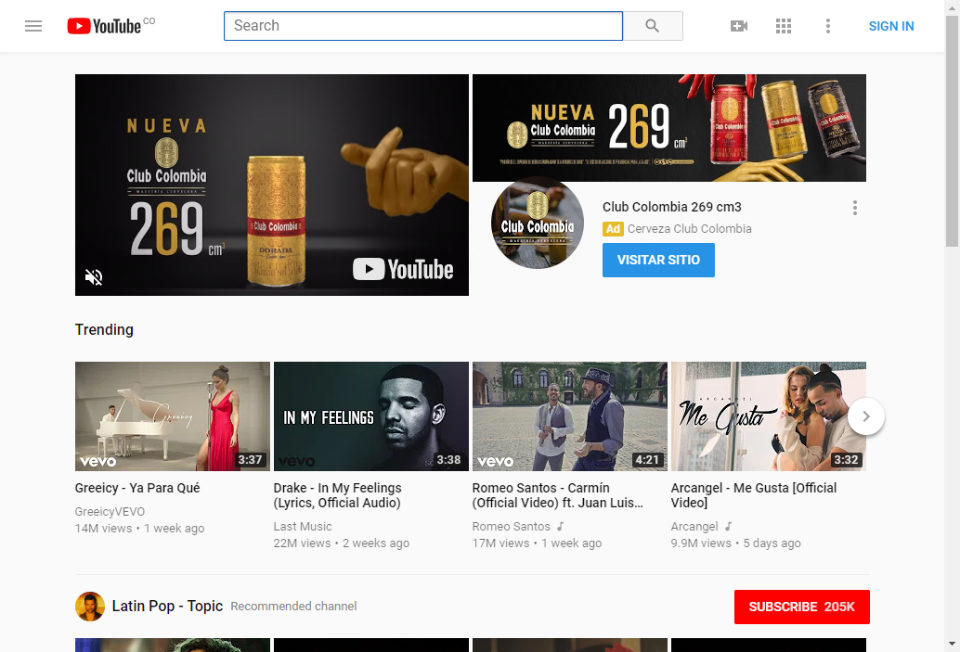 YouTube CO
Search
SIGN IN
NUEVA
Club Colombia
MAESTRÍA CERVECERA
269 cm³
Club Colombia
DORADA
YouTube
NUEVA
Club Colombia
269 cm³
Club Colombia
Club Colombia 269 cm3
Ad Cerveza Club Colombia
VISITAR SITIO
Trending
Greeicy
vevo
3:37
IN MY FEELINGS
vevo
3:38
vevo
4:21
ARCANGEL
Me Gusta
3:32
Greeicy - Ya Para Qué
GreeicyVEVO
14M views • 1 week ago
Drake - In My Feelings
(Lyrics, Official Audio)
Last Music
22M views • 2 weeks ago
Romeo Santos - Carmín
(Official Video) ft. Juan Luis...
Romeo Santos
17M views • 1 week ago
Arcangel - Me Gusta [Official
Video]
Arcangel
9.9M views • 5 days ago
Latin Pop - Topic Recommended channel
SUBSCRIBE 205K